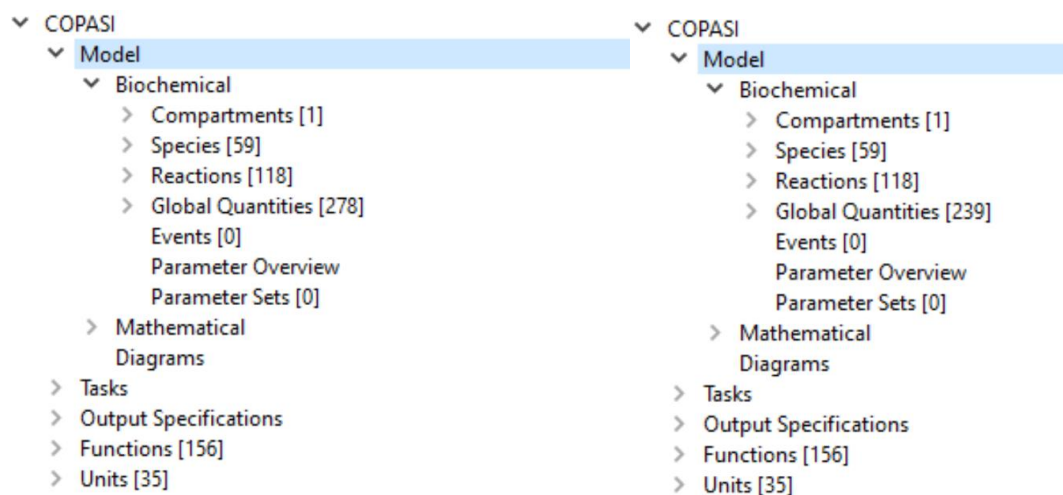 COPASI
Model
Biochemical
Compartments [1]
Species [59]
Reactions [118]
Global Quantities [278]
Events [0]
Parameter Overview
Parameter Sets [0]
Mathematical
Diagrams
Tasks
Output Specifications
Functions [156]
Units [35]
COPASI
Model
Biochemical
Compartments [1]
Species [59]
Reactions [118]
Global Quantities [239]
Events [0]
Parameter Overview
Parameter Sets [0]
Mathematical
Diagrams
Tasks
Output Specifications
Functions [156]
Units [35]